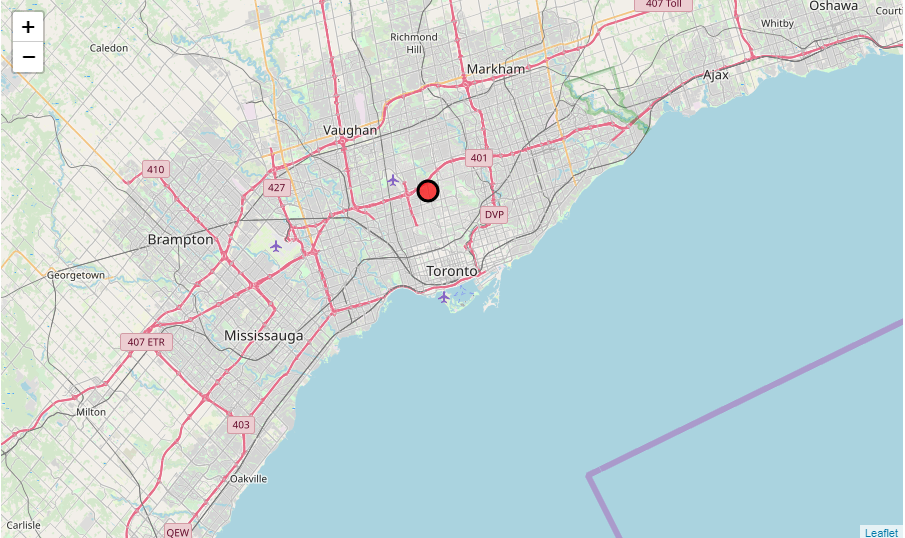 407 Toll
Oshawa
+
Whitby
Courti
Richmond
Hill
Caledon
−
Markham
Ajax
Vaughan
401
410
427
DVP
Brampton
Toronto
Georgetown
Mississauga
407 ETR
Milton
403
Oakville
Carlisle
QEW
Leaflet